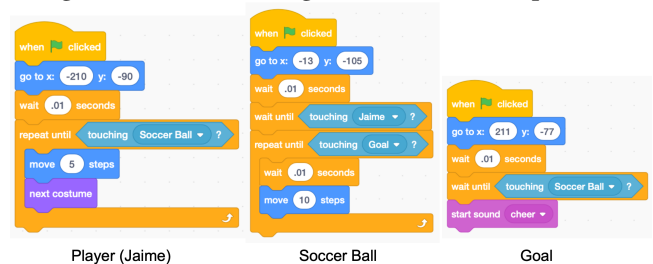 when clicked
go to x: -210 y: -90
wait .01 seconds
repeat until touching Soccer Ball ?
move 5 steps
next costume
Player (Jaime)
when clicked
go to x: -13 y: -105
wait .01 seconds
wait until touching Jaime ?
repeat until touching Goal ?
wait .01 seconds
move 10 steps
Soccer Ball
when clicked
go to x: 211 y: -77
wait .01 seconds
wait until touching Soccer Ball ?
start sound cheer
Goal